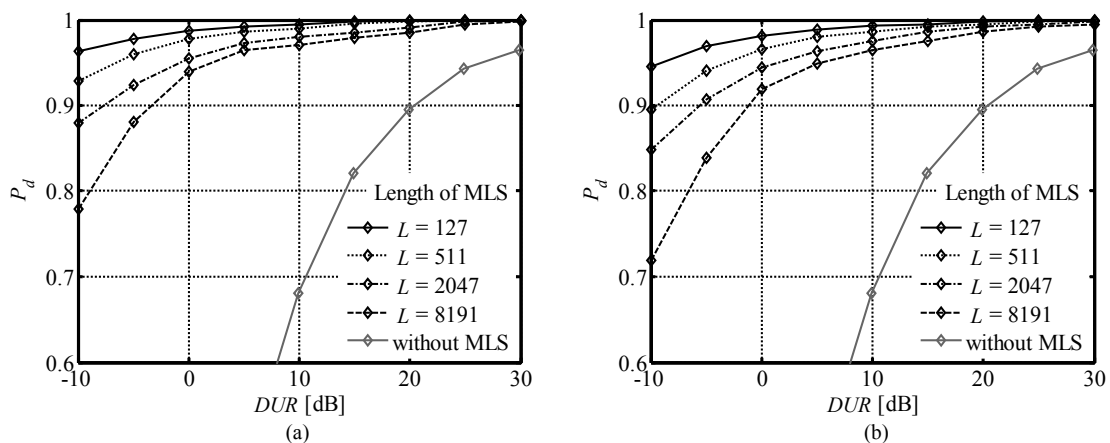 1
0.9
0.8
0.7
0.6
P_d
Length of MLS
L = 127
L = 511
L = 2047
L = 8191
without MLS
-10 0 10 20 30
DUR [dB]
(a)
1
0.9
0.8
0.7
0.6
P_d
Length of MLS
L = 127
L = 511
L = 2047
L = 8191
without MLS
-10 0 10 20 30
DUR [dB]
(b)